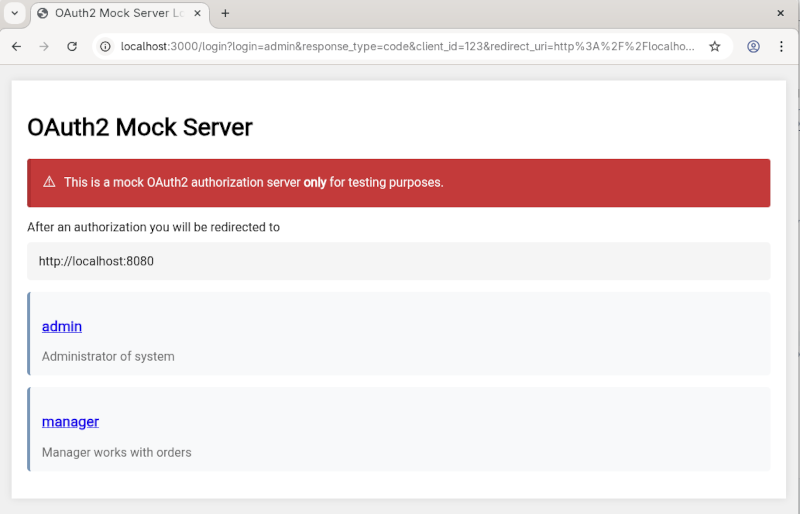 OAuth2 Mock Server Lo
localhost:3000/login?login=admin&response_type=code&client_id=123&redirect_uri=http%3A%2F%2Flocalho...
OAuth2 Mock Server
⚠ This is a mock OAuth2 authorization server only for testing purposes.
After an authorization you will be redirected to
http://localhost:8080
admin
Administrator of system
manager
Manager works with orders